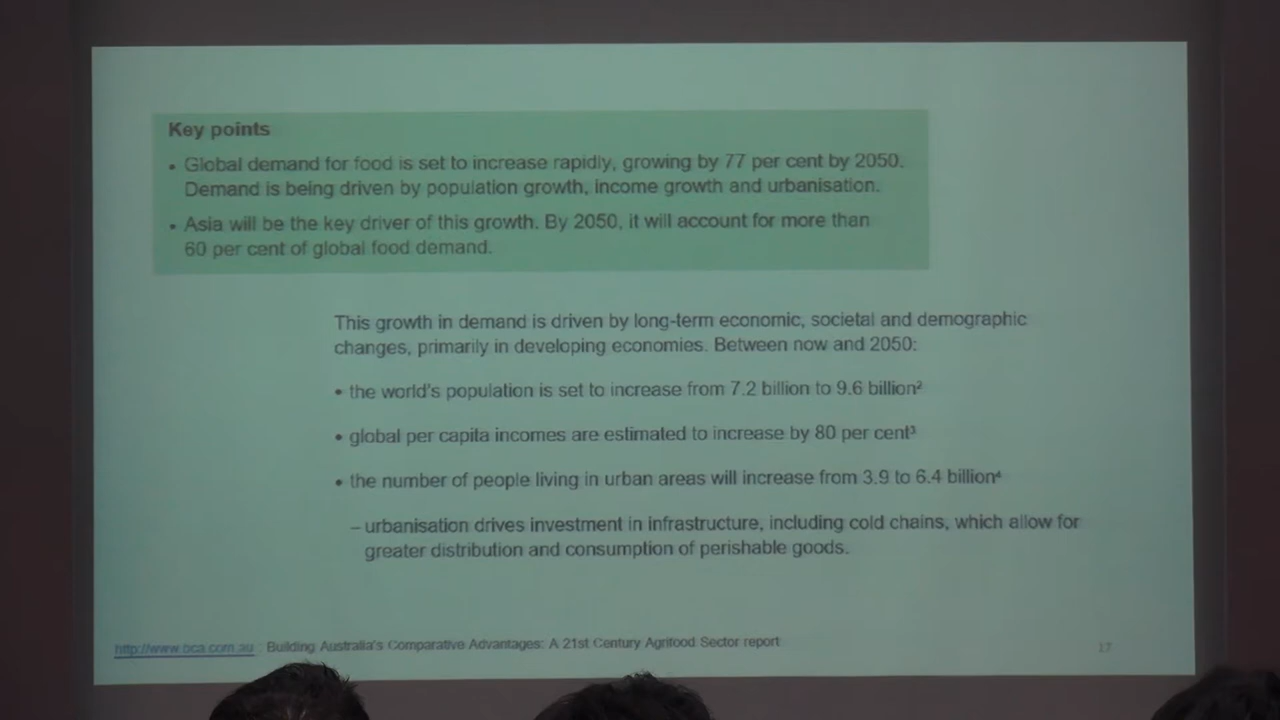 Key points
• Global demand for food is set to increase rapidly, growing by 77 per cent by 2050.
Demand is being driven by population growth, income growth and urbanisation.
• Asia will be the key driver of this growth. By 2050, it will account for more than
60 per cent of global food demand.
This growth in demand is driven by long-term economic, societal and demographic
changes, primarily in developing economies. Between now and 2050:
• the world's population is set to increase from 7.2 billion to 9.6 billion²
• global per capita incomes are estimated to increase by 80 per cent³
• the number of people living in urban areas will increase from 3.9 to 6.4 billion⁴
– urbanisation drives investment in infrastructure, including cold chains, which allow for
greater distribution and consumption of perishable goods.
http://www.bca.com.au : Building Australia's Comparative Advantages: A 21st Century Agrifood Sector report
17